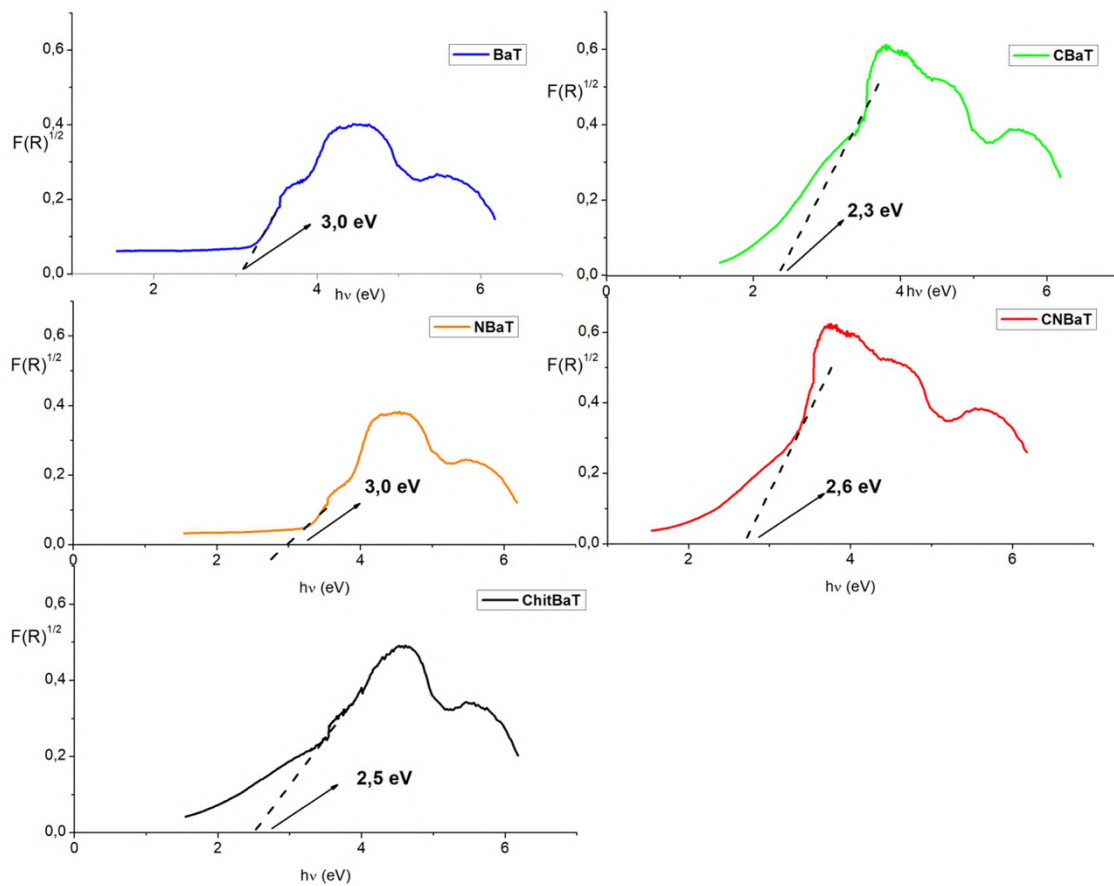 BaT
F(R)^1/2
0,6
0,4
0,2
0,0
3,0 eV
2
4
6
hν (eV)
CBaT
F(R)^1/2
0,6
0,4
0,2
0,0
2,3 eV
0
2
4
6
hν (eV)
NBaT
F(R)^1/2
0,6
0,4
0,2
0,0
3,0 eV
0
2
4
6
hν (eV)
CNBaT
F(R)^1/2
0,6
0,4
0,2
0,0
2,6 eV
2
4
6
hν (eV)
ChitBaT
F(R)^1/2
0,6
0,4
0,2
0,0
2,5 eV
0
2
4
6
hν (eV)